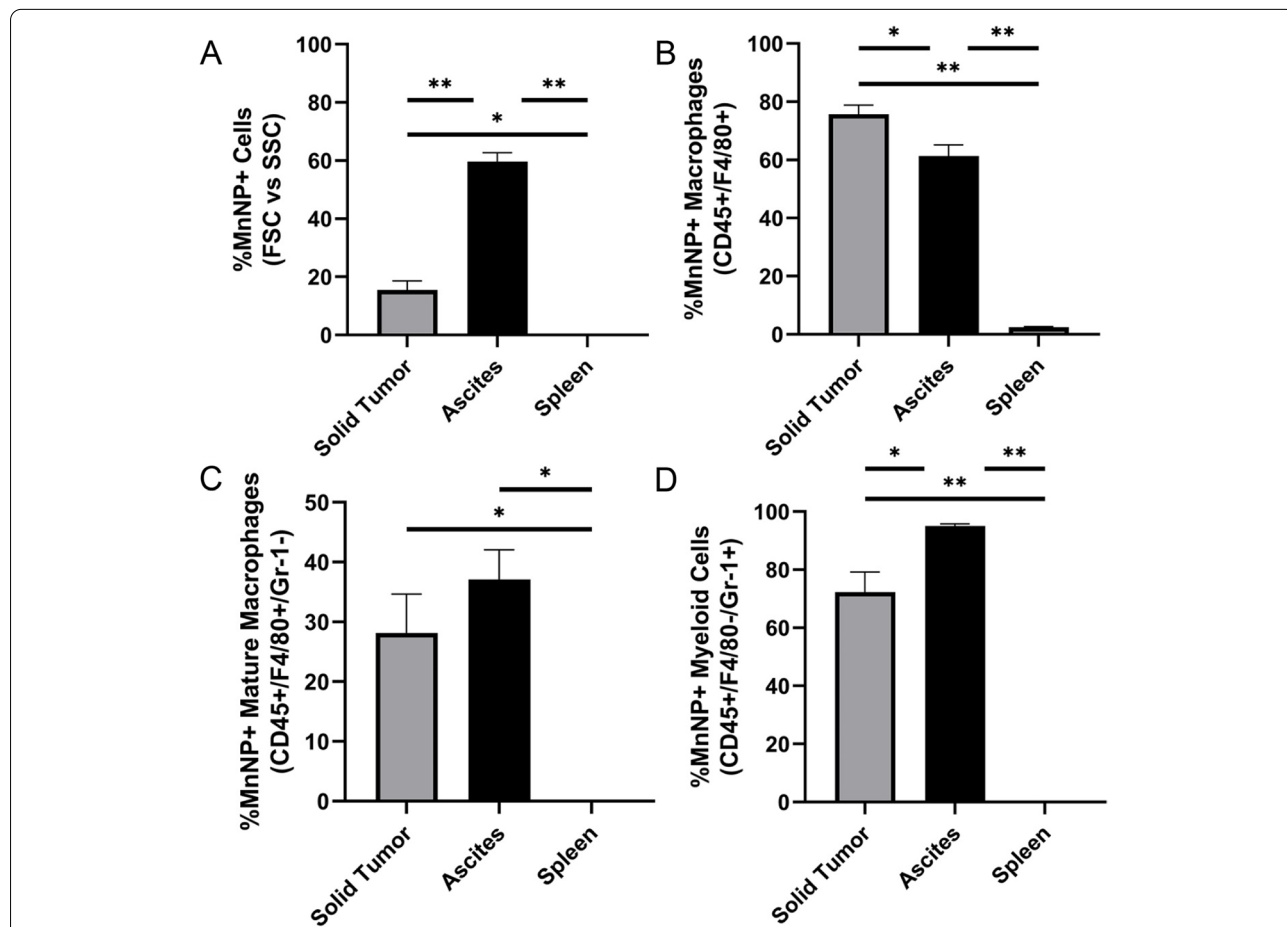 A
%MnNP+ Cells
(FSC vs SSC)
100
80
60
40
20
0
**
**
*
Solid Tumor
Ascites
Spleen
B
%MnNP+ Macrophages
(CD45+/F4/80+)
100
80
60
40
20
0
*
**
**
Solid Tumor
Ascites
Spleen
C
%MnNP+ Mature Macrophages
(CD45+/F4/80+/Gr-1-)
50
40
30
20
10
0
*
*
Solid Tumor
Ascites
Spleen
D
%MnNP+ Myeloid Cells
(CD45+/F4/80-/Gr-1+)
100
80
60
40
20
0
*
**
**
Solid Tumor
Ascites
Spleen